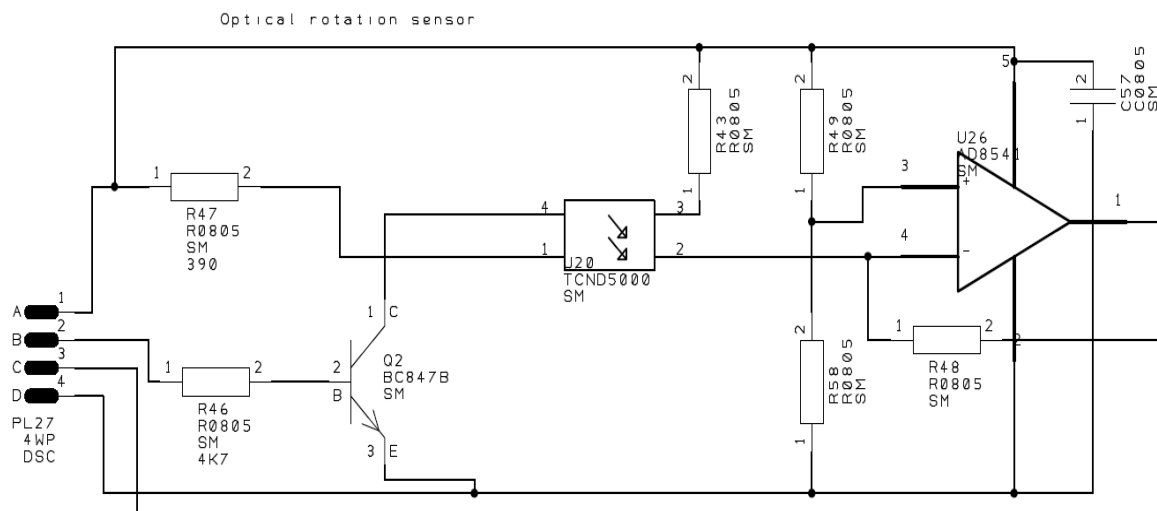 Optical rotation sensor
5
2
C57
C0805
SM
1
2
R43
R0805
SM
1
2
R49
R0805
SM
1
U26
AD8541
SM
3
+
1
4
-
2
1
2
R47
R0805
SM
390
4
3
1
2
U20
TCND5000
SM
1
C
A
1
B
2
C
3
D
4
PL27
4WP
DSC
1
2
R46
R0805
SM
4K7
2
B
Q2
BC847B
SM
3
E
2
R58
R0805
SM
1
1
2
R48
R0805
SM